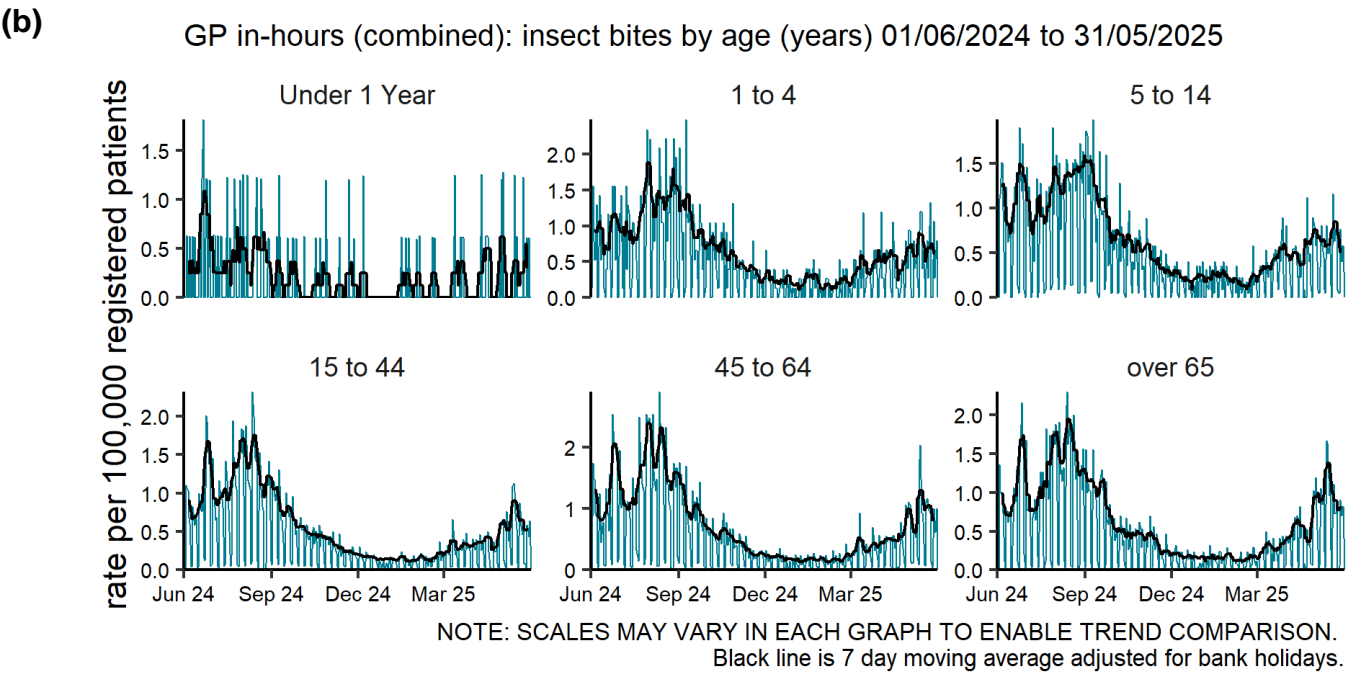 (b)
GP in-hours (combined): insect bites by age (years) 01/06/2024 to 31/05/2025
rate per 100,000 registered patients
Under 1 Year
1.5
1.0
0.5
0.0
1 to 4
2.0
1.5
1.0
0.5
0.0
5 to 14
1.5
1.0
0.5
0.0
15 to 44
2.0
1.5
1.0
0.5
0.0
Jun 24 Sep 24 Dec 24 Mar 25
45 to 64
2
1
0
Jun 24 Sep 24 Dec 24 Mar 25
over 65
2.0
1.5
1.0
0.5
0.0
Jun 24 Sep 24 Dec 24 Mar 25
NOTE: SCALES MAY VARY IN EACH GRAPH TO ENABLE TREND COMPARISON.
Black line is 7 day moving average adjusted for bank holidays.